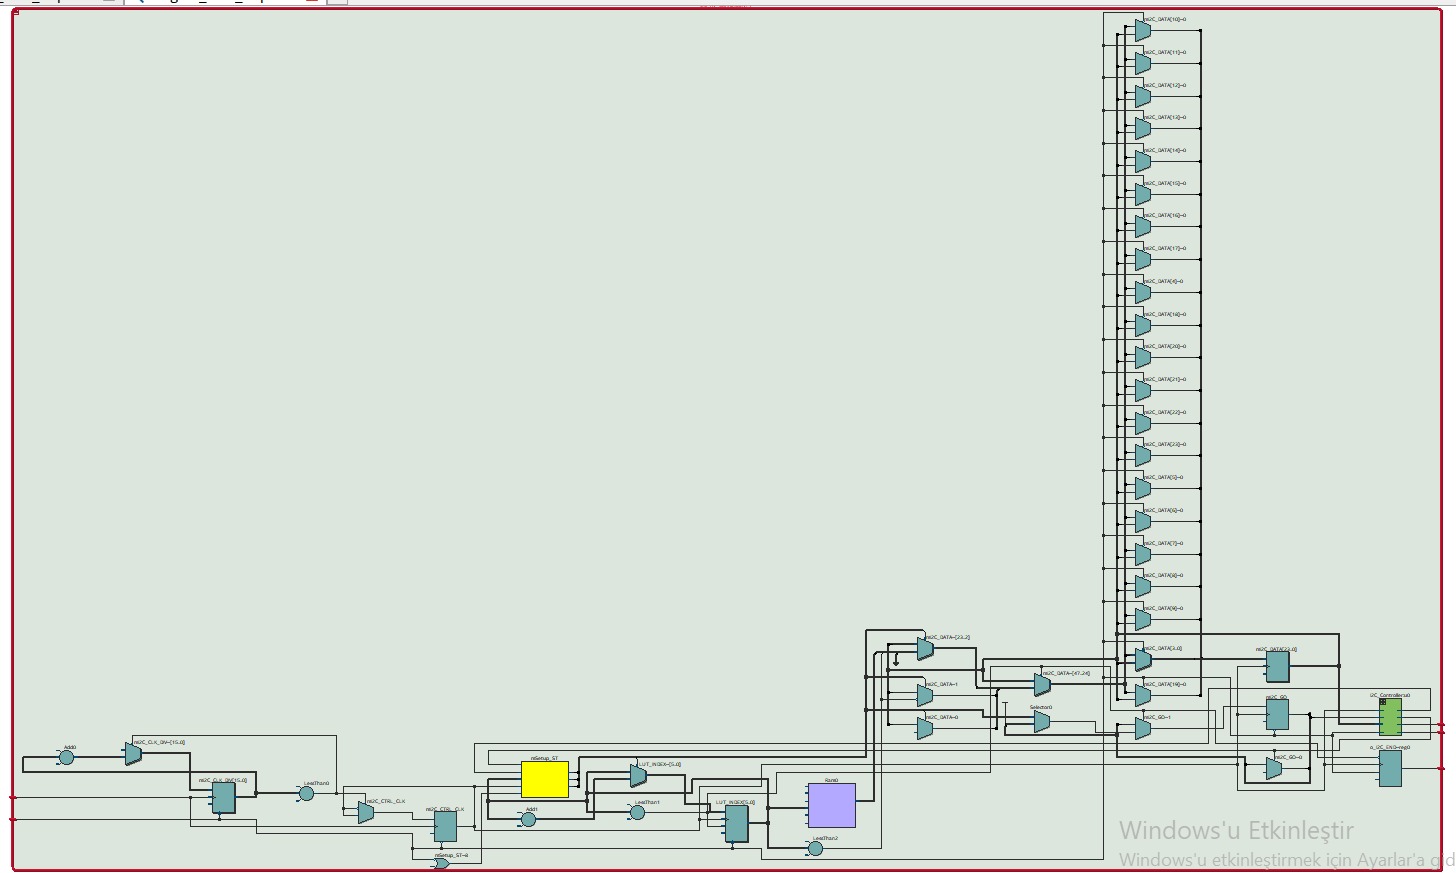 mI2C_DATA[10]~0
mI2C_DATA[11]~0
mI2C_DATA[12]~0
mI2C_DATA[13]~0
mI2C_DATA[14]~0
mI2C_DATA[15]~0
mI2C_DATA[16]~0
mI2C_DATA[17]~0
mI2C_DATA[4]~0
mI2C_DATA[18]~0
mI2C_DATA[20]~0
mI2C_DATA[21]~0
mI2C_DATA[22]~0
mI2C_DATA[23]~0
mI2C_DATA[5]~0
mI2C_DATA[6]~0
mI2C_DATA[7]~0
mI2C_DATA[8]~0
mI2C_DATA[9]~0
mI2C_DATA~[23..2]
mI2C_DATA[3..0]
mI2C_DATA[23..0]
mI2C_DATA~[47..24]
mI2C_DATA~1
mI2C_DATA[19]~0
mI2C_GO
I2C_Controller:u0
Selector0
mI2C_DATA~0
mI2C_GO~1
Add0
mI2C_CLK_DIV~[15..0]
o_I2C_END~reg0
mSetup_ST
LUT_INDEX~[5..0]
mI2C_GO~0
mI2C_CLK_DIV[15..0]
LessThan0
Ram0
mI2C_CTRL_CLK
mI2C_CTRL_CLK
Add1
LessThan1
LUT_INDEX[5..0]
LessThan2
mSetup_ST~8
Windows'u Etkinleştir
Windows'u etkinleştirmek için Ayarlar'a gid